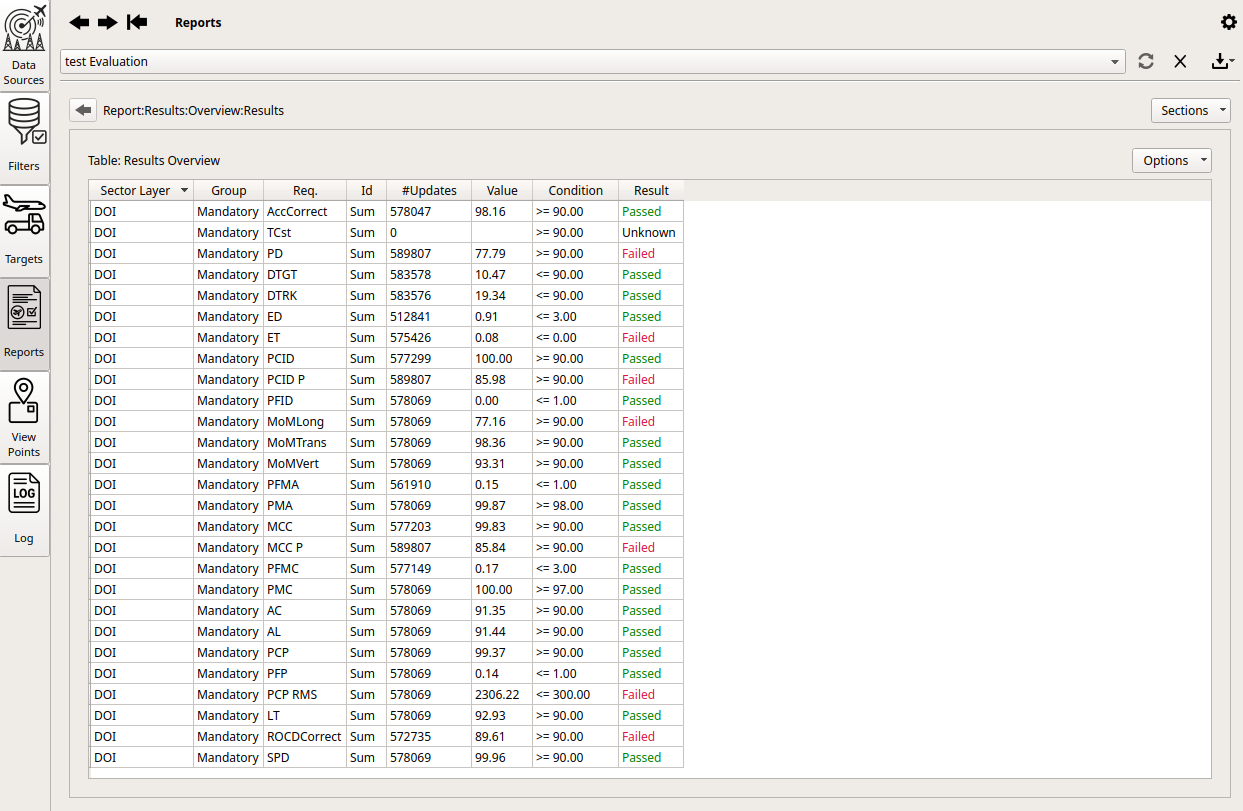 Reports
test Evaluation
Data
Sources
Filters
Targets
Reports
View
Points
LOG
Log
Report:Results:Overview:Results
Sections
Table: Results Overview
Options
Sector Layer Group Req. Id #Updates Value Condition Result
DOI Mandatory AccCorrect Sum 578047 98.16 >= 90.00 Passed
DOI Mandatory TCst Sum 0 >= 90.00 Unknown
DOI Mandatory PD Sum 589807 77.79 >= 90.00 Failed
DOI Mandatory DTGT Sum 583578 10.47 <= 90.00 Passed
DOI Mandatory DTRK Sum 583576 19.34 <= 90.00 Passed
DOI Mandatory ED Sum 512841 0.91 <= 3.00 Passed
DOI Mandatory ET Sum 575426 0.08 <= 0.00 Failed
DOI Mandatory PCID Sum 577299 100.00 >= 90.00 Passed
DOI Mandatory PCID P Sum 589807 85.98 >= 90.00 Failed
DOI Mandatory PFID Sum 578069 0.00 <= 1.00 Passed
DOI Mandatory MoMLong Sum 578069 77.16 >= 90.00 Failed
DOI Mandatory MoMTrans Sum 578069 98.36 >= 90.00 Passed
DOI Mandatory MoMVert Sum 578069 93.31 >= 90.00 Passed
DOI Mandatory PFMA Sum 561910 0.15 <= 1.00 Passed
DOI Mandatory PMA Sum 578069 99.87 >= 98.00 Passed
DOI Mandatory MCC Sum 577203 99.83 >= 90.00 Passed
DOI Mandatory MCC P Sum 589807 85.84 >= 90.00 Failed
DOI Mandatory PFMC Sum 577149 0.17 <= 3.00 Passed
DOI Mandatory PMC Sum 578069 100.00 >= 97.00 Passed
DOI Mandatory AC Sum 578069 91.35 >= 90.00 Passed
DOI Mandatory AL Sum 578069 91.44 >= 90.00 Passed
DOI Mandatory PCP Sum 578069 99.37 >= 90.00 Passed
DOI Mandatory PFP Sum 578069 0.14 <= 1.00 Passed
DOI Mandatory PCP RMS Sum 578069 2306.22 <= 300.00 Failed
DOI Mandatory LT Sum 578069 92.93 >= 90.00 Passed
DOI Mandatory ROCDCorrect Sum 572735 89.61 >= 90.00 Failed
DOI Mandatory SPD Sum 578069 99.96 >= 90.00 Passed